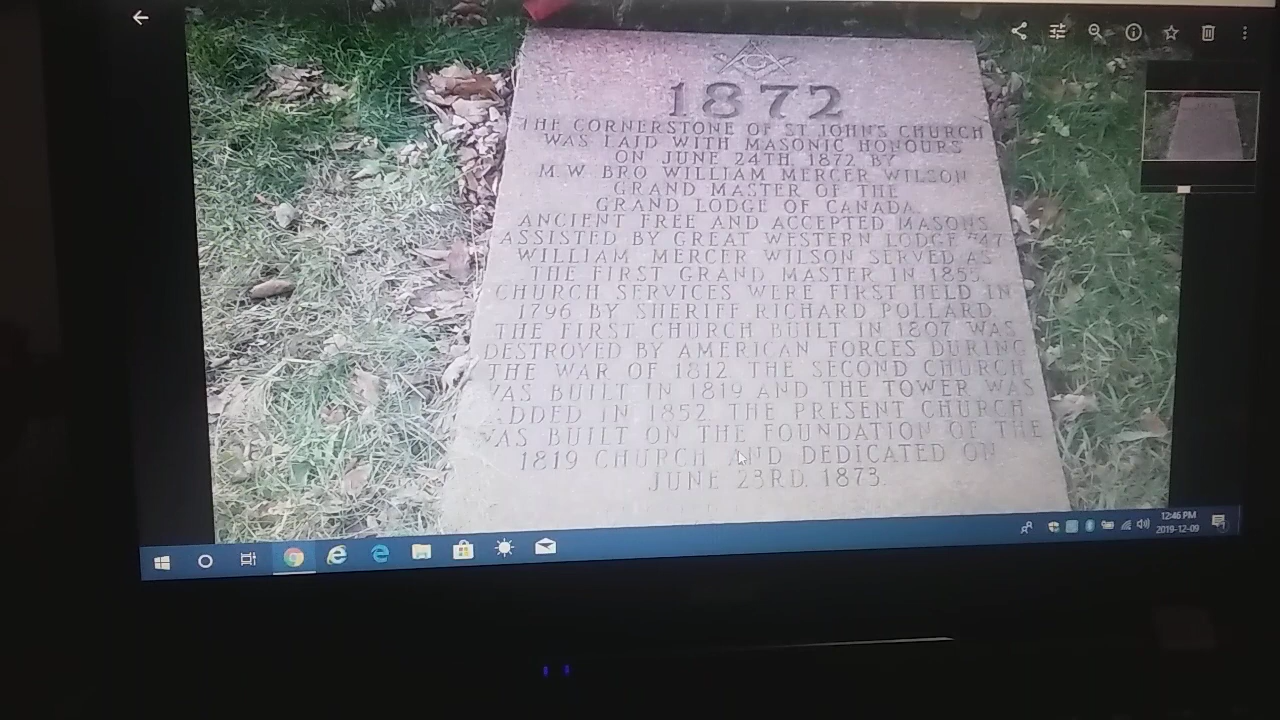 1872
THE CORNERSTONE OF ST JOHN'S CHURCH
WAS LAID WITH MASONIC HONOURS
ON JUNE 24TH 1872 BY
M.W. BRO WILLIAM MERCER WILSON
GRAND MASTER OF THE
GRAND LODGE OF CANADA
ANCIENT FREE AND ACCEPTED MASONS
ASSISTED BY GREAT WESTERN LODGE #47
WILLIAM MERCER WILSON SERVED AS
THE FIRST GRAND MASTER IN 1855
CHURCH SERVICES WERE FIRST HELD IN
1796 BY SHERIFF RICHARD POLLARD.
THE FIRST CHURCH BUILT IN 1807 WAS
DESTROYED BY AMERICAN FORCES DURING
THE WAR OF 1812. THE SECOND CHURCH
WAS BUILT IN 1819 AND THE TOWER WAS
ADDED IN 1852. THE PRESENT CHURCH
WAS BUILT ON THE FOUNDATION OF THE
1819 CHURCH AND DEDICATED ON
JUNE 23RD. 1873.
12:46 PM
2019-12-09